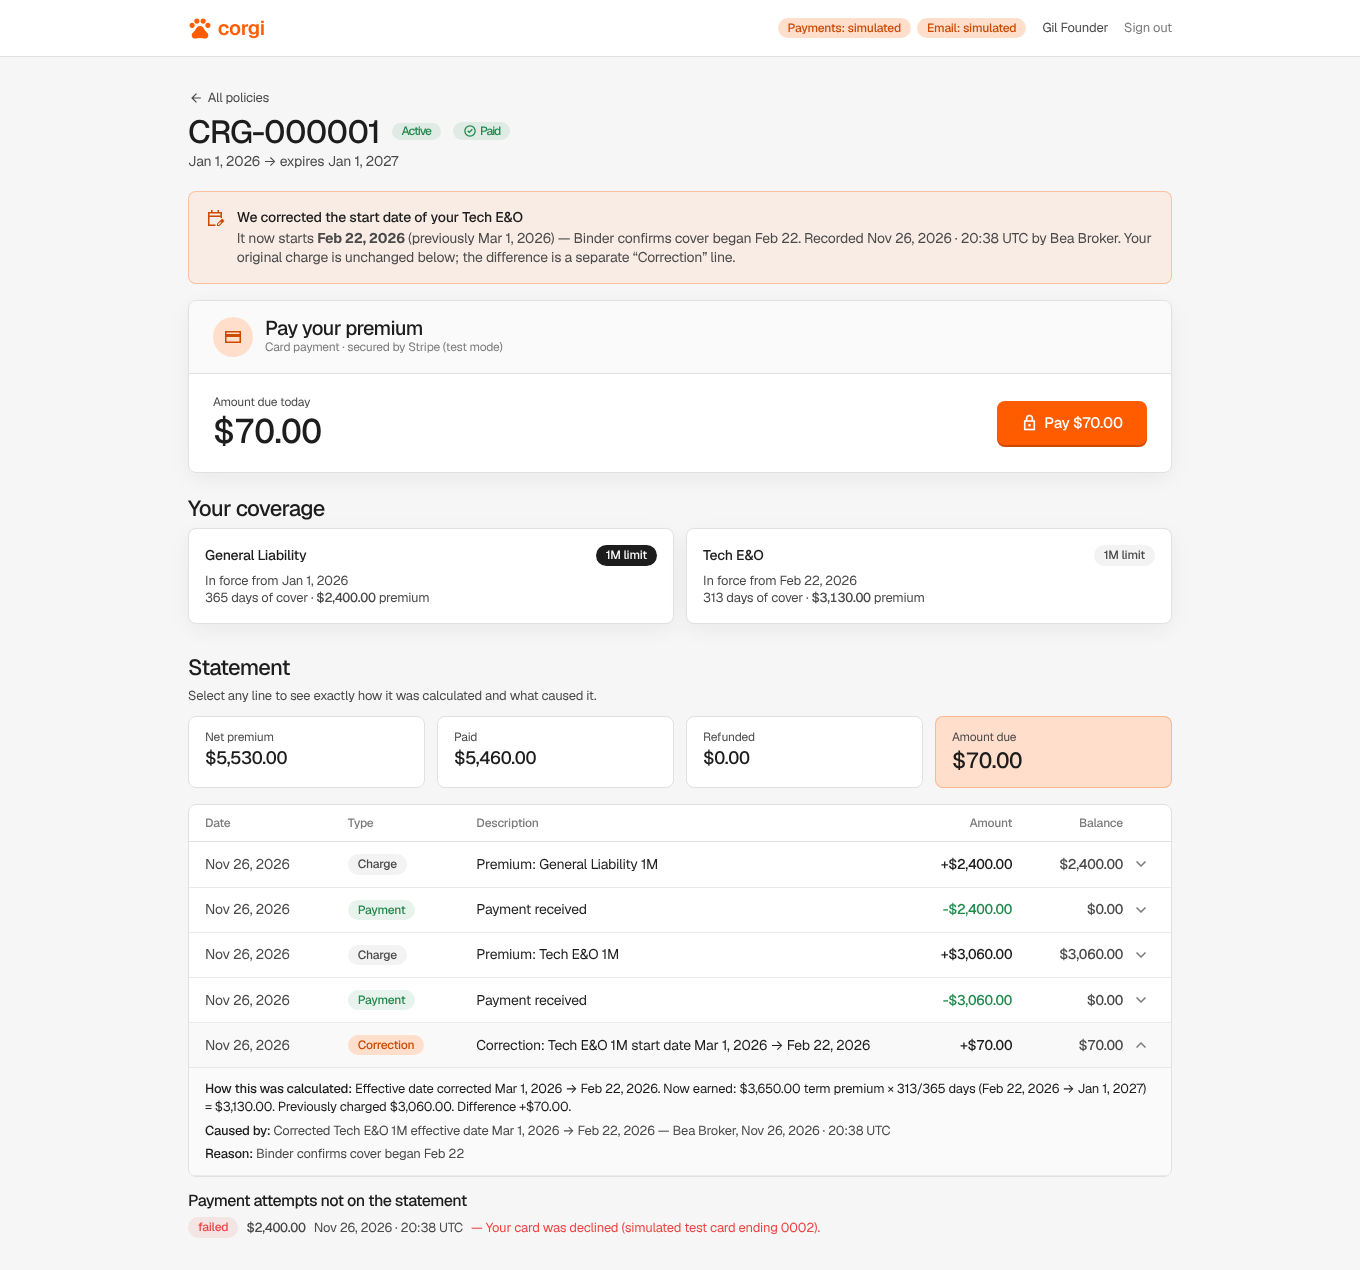 corgi
Payments: simulated
Email: simulated
Gil Founder
Sign out
← All policies
CRG-000001
Active
Paid
Jan 1, 2026 → expires Jan 1, 2027
We corrected the start date of your Tech E&O
It now starts Feb 22, 2026 (previously Mar 1, 2026) — Binder confirms cover began Feb 22. Recorded Nov 26, 2026 · 20:38 UTC by Bea Broker. Your
original charge is unchanged below; the difference is a separate “Correction” line.
Pay your premium
Card payment · secured by Stripe (test mode)
Amount due today
$70.00
Pay $70.00
Your coverage
General Liability
1M limit
In force from Jan 1, 2026
365 days of cover · $2,400.00 premium
Tech E&O
1M limit
In force from Feb 22, 2026
313 days of cover · $3,130.00 premium
Statement
Select any line to see exactly how it was calculated and what caused it.
Net premium
$5,530.00
Paid
$5,460.00
Refunded
$0.00
Amount due
$70.00
Date Type Description Amount Balance
Nov 26, 2026 Charge Premium: General Liability 1M +$2,400.00 $2,400.00
Nov 26, 2026 Payment Payment received -$2,400.00 $0.00
Nov 26, 2026 Charge Premium: Tech E&O 1M +$3,060.00 $3,060.00
Nov 26, 2026 Payment Payment received -$3,060.00 $0.00
Nov 26, 2026 Correction Correction: Tech E&O 1M start date Mar 1, 2026 → Feb 22, 2026 +$70.00 $70.00
How this was calculated: Effective date corrected Mar 1, 2026 → Feb 22, 2026. Now earned: $3,650.00 term premium × 313/365 days (Feb 22, 2026 → Jan 1, 2027)
= $3,130.00. Previously charged $3,060.00. Difference +$70.00.
Caused by: Corrected Tech E&O 1M effective date Mar 1, 2026 → Feb 22, 2026 — Bea Broker, Nov 26, 2026 · 20:38 UTC
Reason: Binder confirms cover began Feb 22
Payment attempts not on the statement
failed $2,400.00 Nov 26, 2026 · 20:38 UTC — Your card was declined (simulated test card ending 0002).